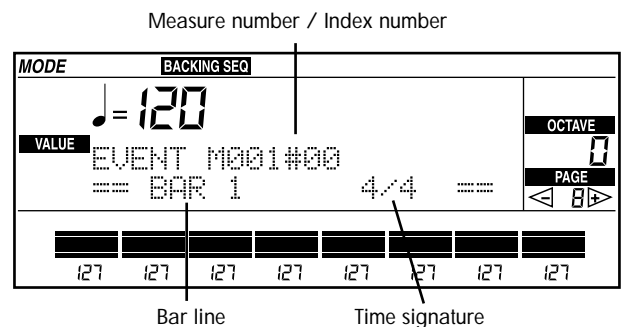 Measure number / Index number
MODE BACKING SEQ
♩= 120
OCTAVE
0
VALUE EVENT M001#00
PAGE
== BAR 1 4/4 ==
- 8 +
127 127 127 127 127 127 127 127
Bar line Time signature